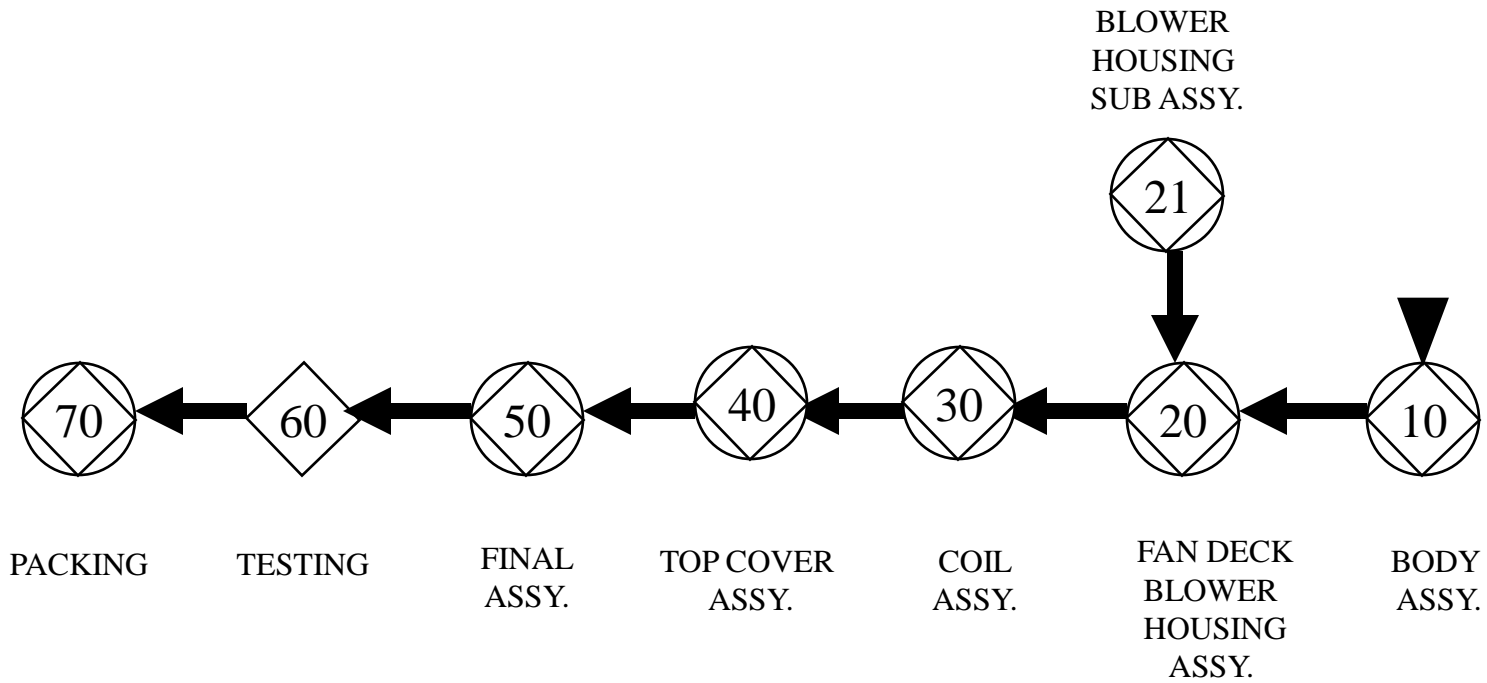 BLOWER
HOUSING
SUB ASSY.
21
70
60
50
40
30
20
10
PACKING
TESTING
FINAL
ASSY.
TOP COVER
ASSY.
COIL
ASSY.
FAN DECK
BLOWER
HOUSING
ASSY.
BODY
ASSY.